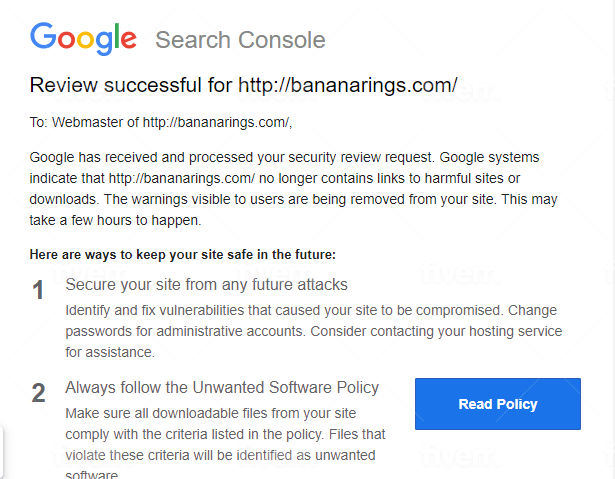 Google Search Console
Review successful for http://bananarings.com/
To: Webmaster of http://bananarings.com/,
Google has received and processed your security review request. Google systems
indicate that http://bananarings.com/ no longer contains links to harmful sites or
downloads. The warnings visible to users are being removed from your site. This may
take a few hours to happen.
Here are ways to keep your site safe in the future:
1 Secure your site from any future attacks
Identify and fix vulnerabilities that caused your site to be compromised. Change
passwords for administrative accounts. Consider contacting your hosting service
for assistance.
2 Always follow the Unwanted Software Policy
Make sure all downloadable files from your site
comply with the criteria listed in the policy. Files that
violate these criteria will be identified as unwanted
software.
Read Policy